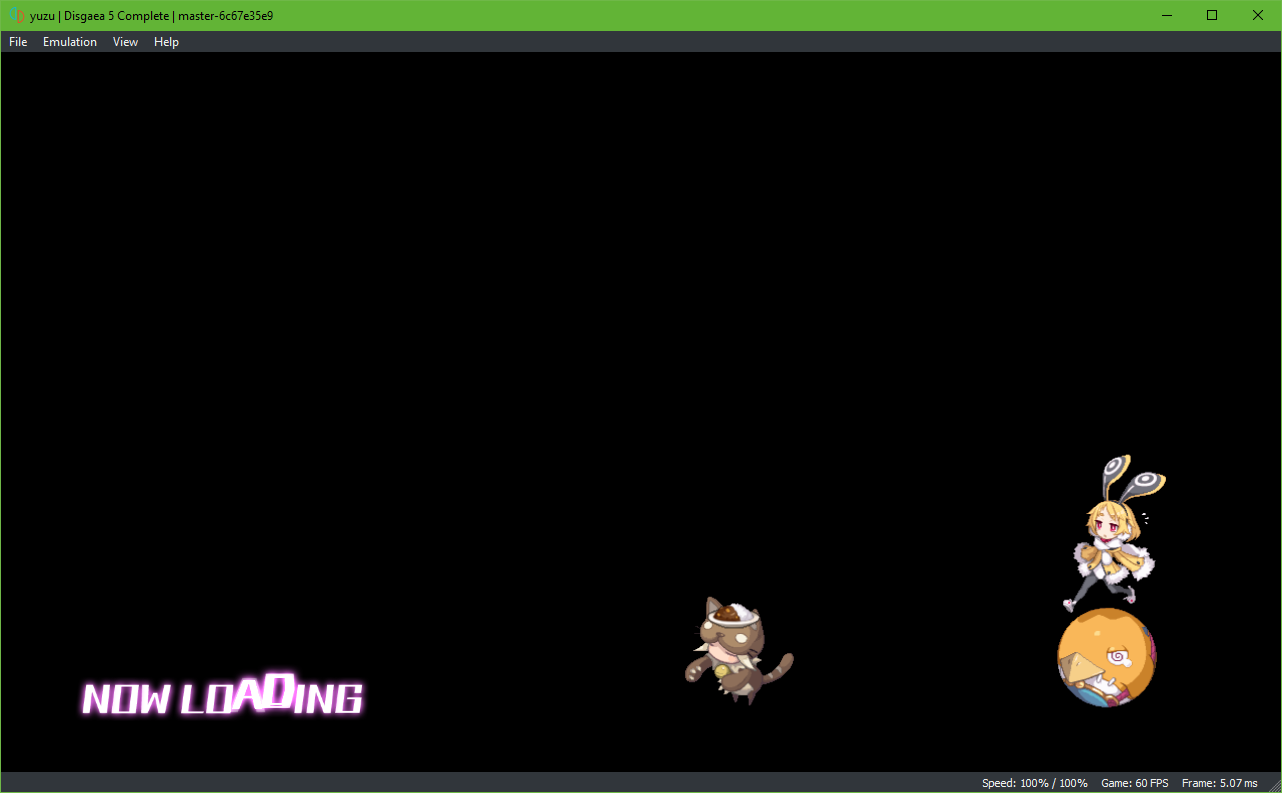 yuzu | Disgaea 5 Complete | master-6c67e35e9
File Emulation View Help
NOW LOADING
Speed: 100% / 100% Game: 60 FPS Frame: 5.07 ms